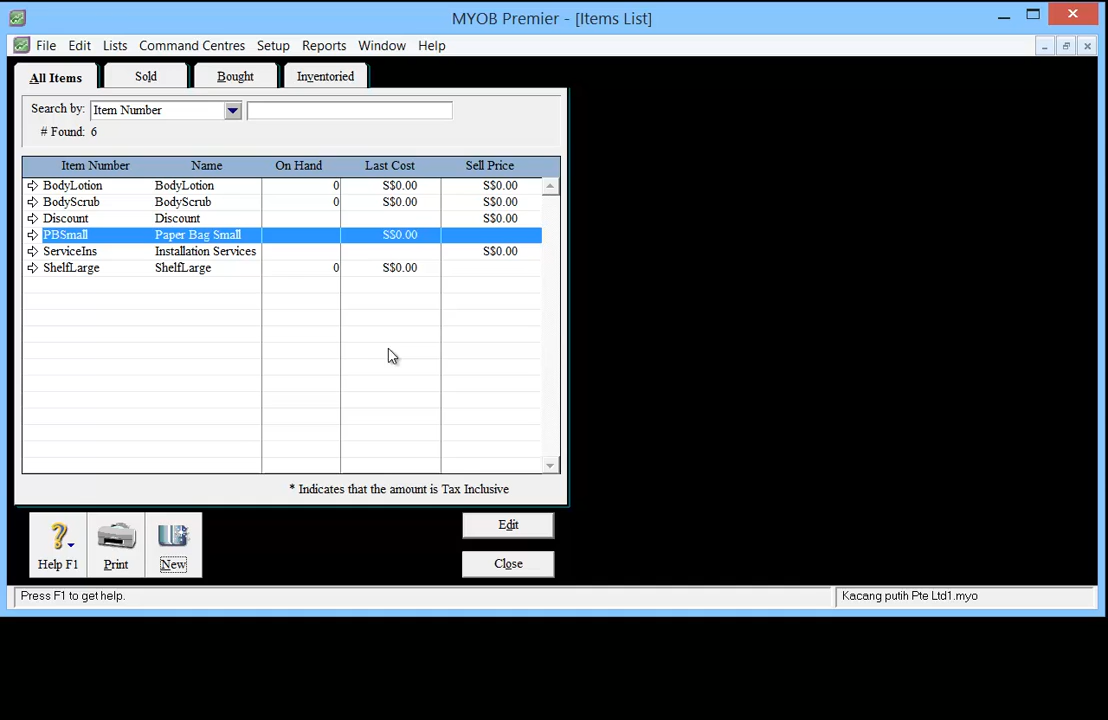 MYOB Premier - [Items List]
File Edit Lists Command Centres Setup Reports Window Help
All Items Sold Bought Inventoried
Search by: Item Number
# Found: 6
Item Number Name On Hand Last Cost Sell Price
BodyLotion BodyLotion 0 S$0.00 S$0.00
BodyScrub BodyScrub 0 S$0.00 S$0.00
Discount Discount S$0.00
PBSmall Paper Bag Small S$0.00
ServiceIns Installation Services S$0.00
ShelfLarge ShelfLarge 0 S$0.00
* Indicates that the amount is Tax Inclusive
Help F1 Print New
Edit
Close
Press F1 to get help. Kacang putih Pte Ltd1.myo